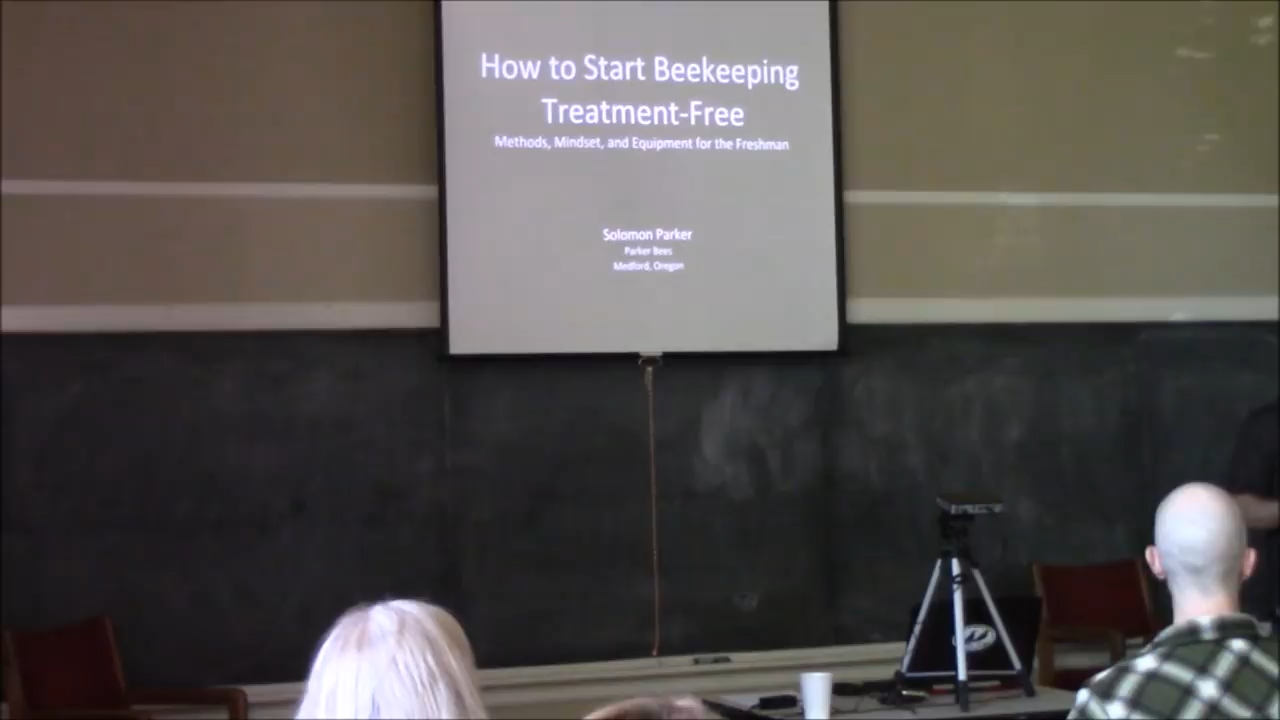 How to Start Beekeeping
Treatment-Free
Methods, Mindset, and Equipment for the Freshman
Solomon Parker
Parker Bees
Medford, Oregon